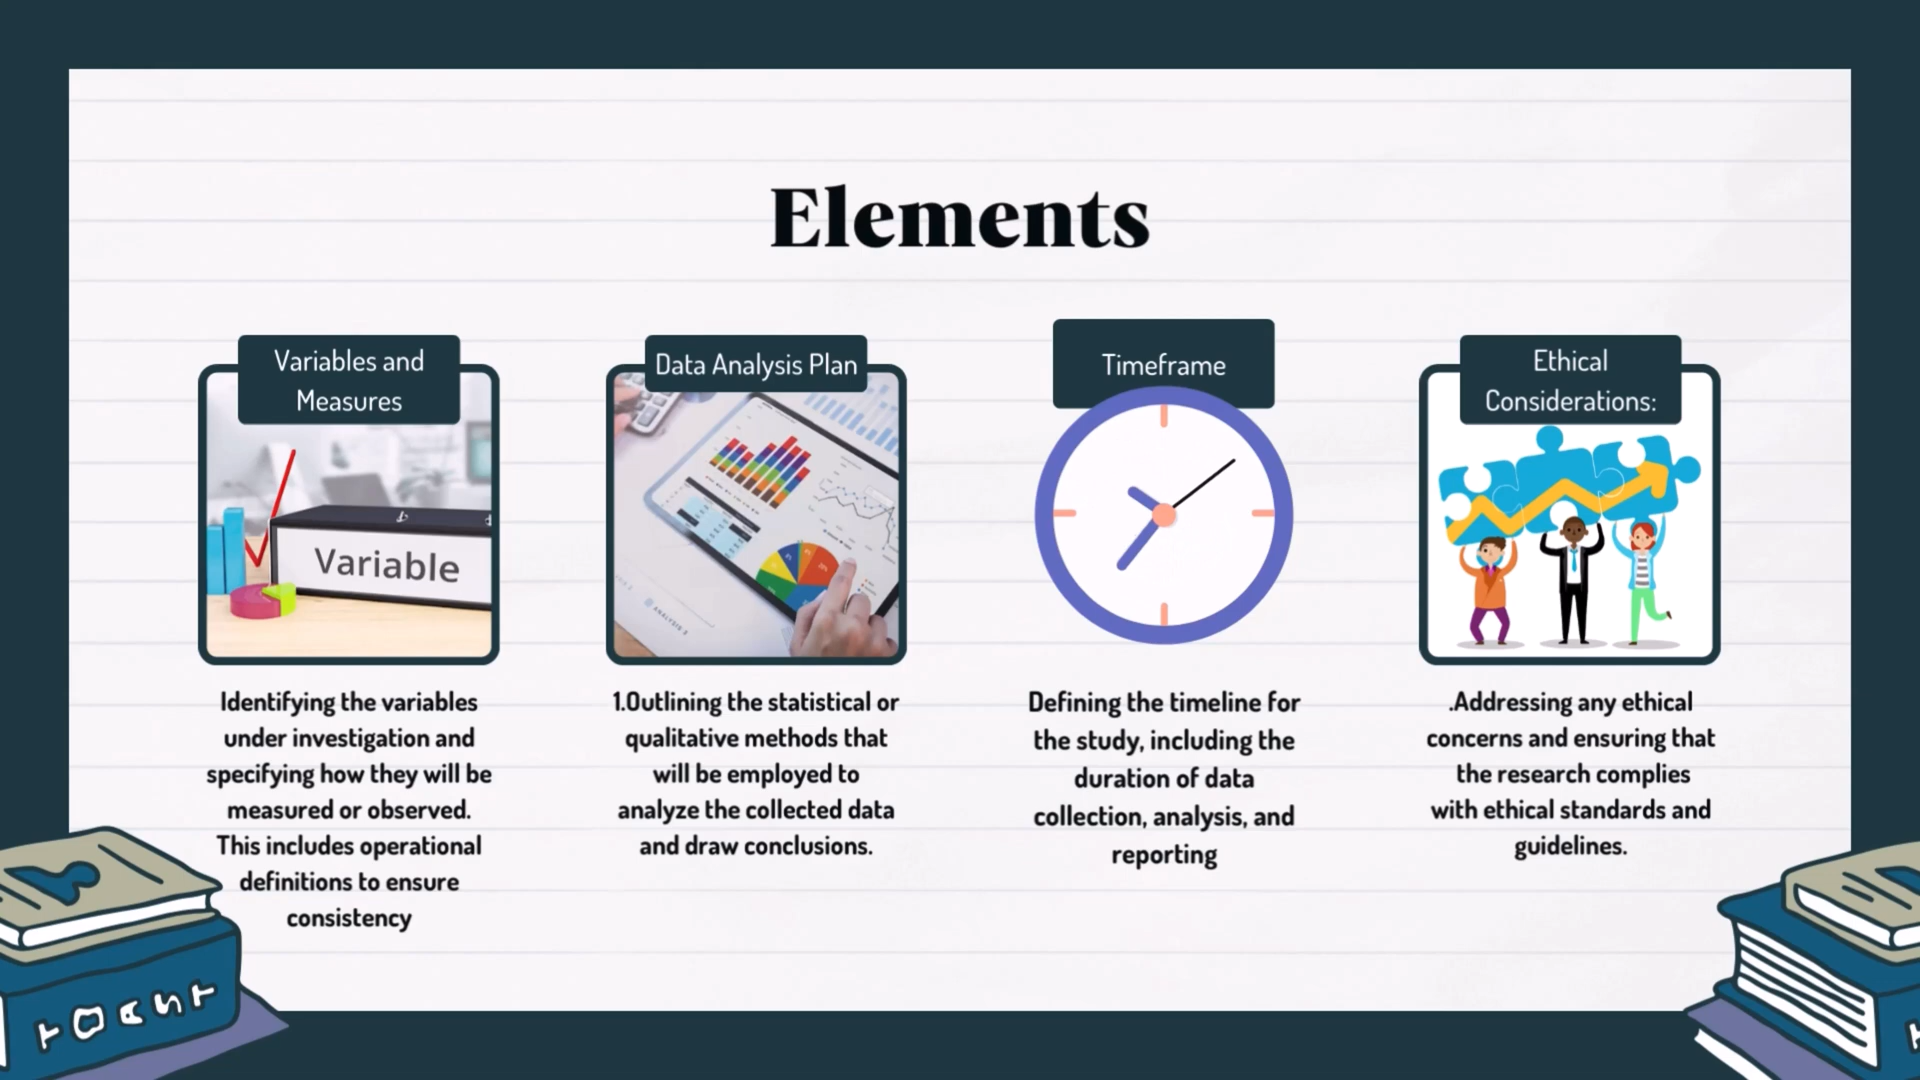 Elements
Variables and
Measures
Variable
Identifying the variables
under investigation and
specifying how they will be
measured or observed.
This includes operational
definitions to ensure
consistency
Data Analysis Plan
1.Outlining the statistical or
qualitative methods that
will be employed to
analyze the collected data
and draw conclusions.
Timeframe
Defining the timeline for
the study, including the
duration of data
collection, analysis, and
reporting
Ethical
Considerations:
.Addressing any ethical
concerns and ensuring that
the research complies
with ethical standards and
guidelines.